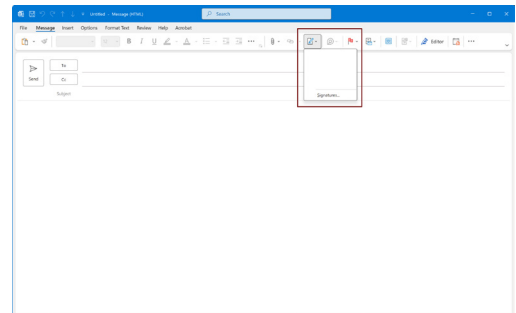 Untitled - Message (HTML)
Search
File Message Insert Options Format Text Review Help Acrobat
B I U A
Editor
Send
To
Cc
Subject
Signatures...